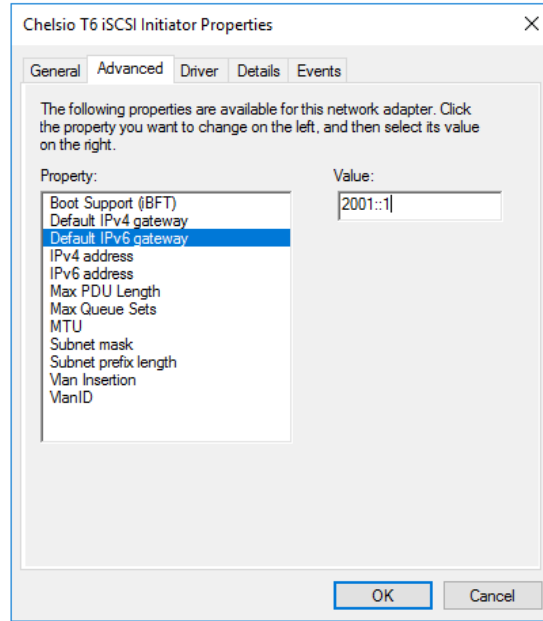 Chelsio T6 iSCSI Initiator Properties
General Advanced Driver Details Events
The following properties are available for this network adapter. Click
the property you want to change on the left, and then select its value
on the right.
Property:
Value:
Boot Support (iBFT)
Default IPv4 gateway
Default IPv6 gateway
IPv4 address
IPv6 address
Max PDU Length
Max Queue Sets
MTU
Subnet mask
Subnet prefix length
Vlan Insertion
VlanID
2001::1
OK Cancel